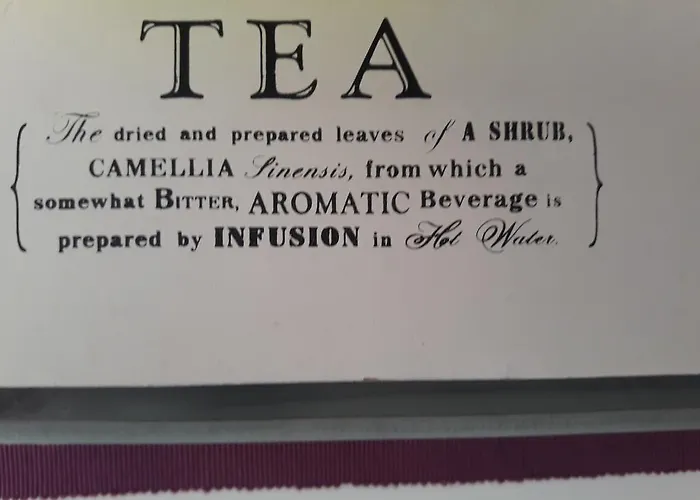 TEA
The dried and prepared leaves of A SHRUB,
CAMELLIA Sinensis, from which a
somewhat BITTER, AROMATIC Beverage is
prepared by INFUSION in Hot Water.